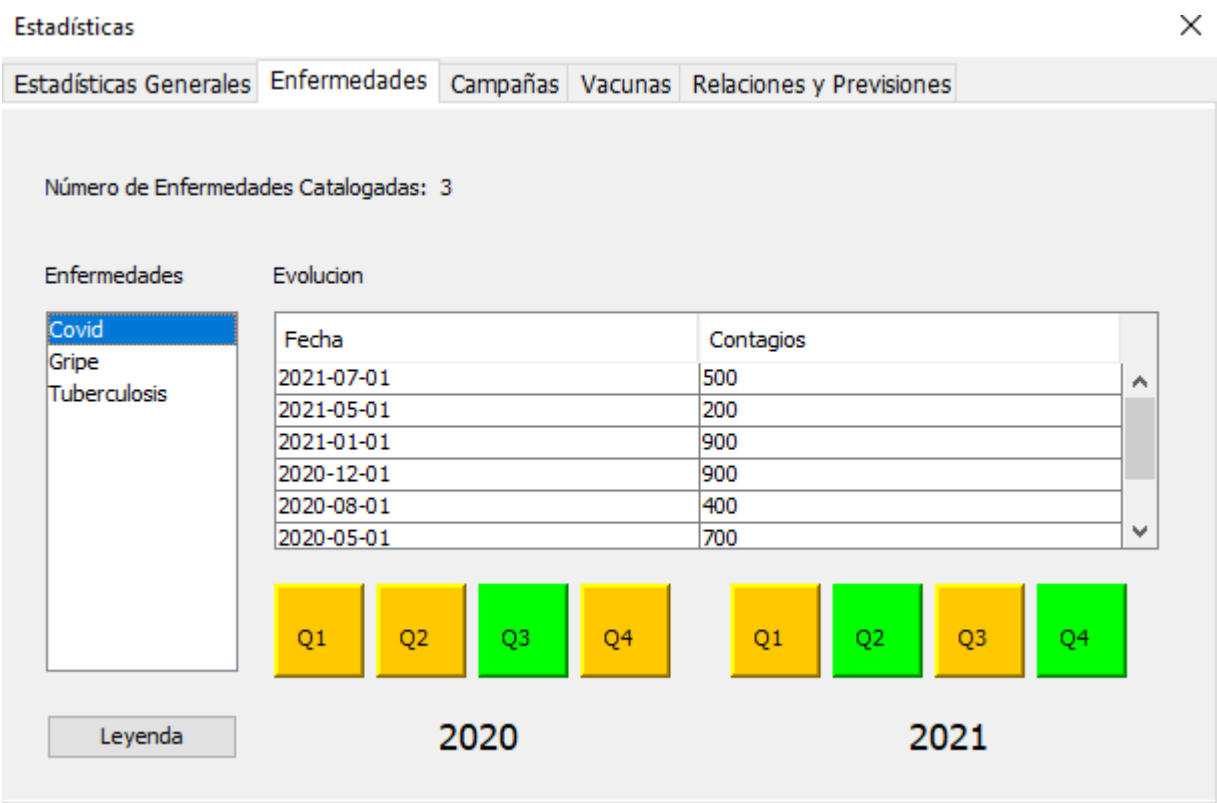 Estadísticas
Estadísticas Generales Enfermedades Campañas Vacunas Relaciones y Previsiones
Número de Enfermedades Catalogadas: 3
Enfermedades Evolucion
Covid
Gripe
Tuberculosis
Fecha Contagios
2021-07-01 500
2021-05-01 200
2021-01-01 900
2020-12-01 900
2020-08-01 400
2020-05-01 700
Q1 Q2 Q3 Q4 Q1 Q2 Q3 Q4
Leyenda 2020 2021